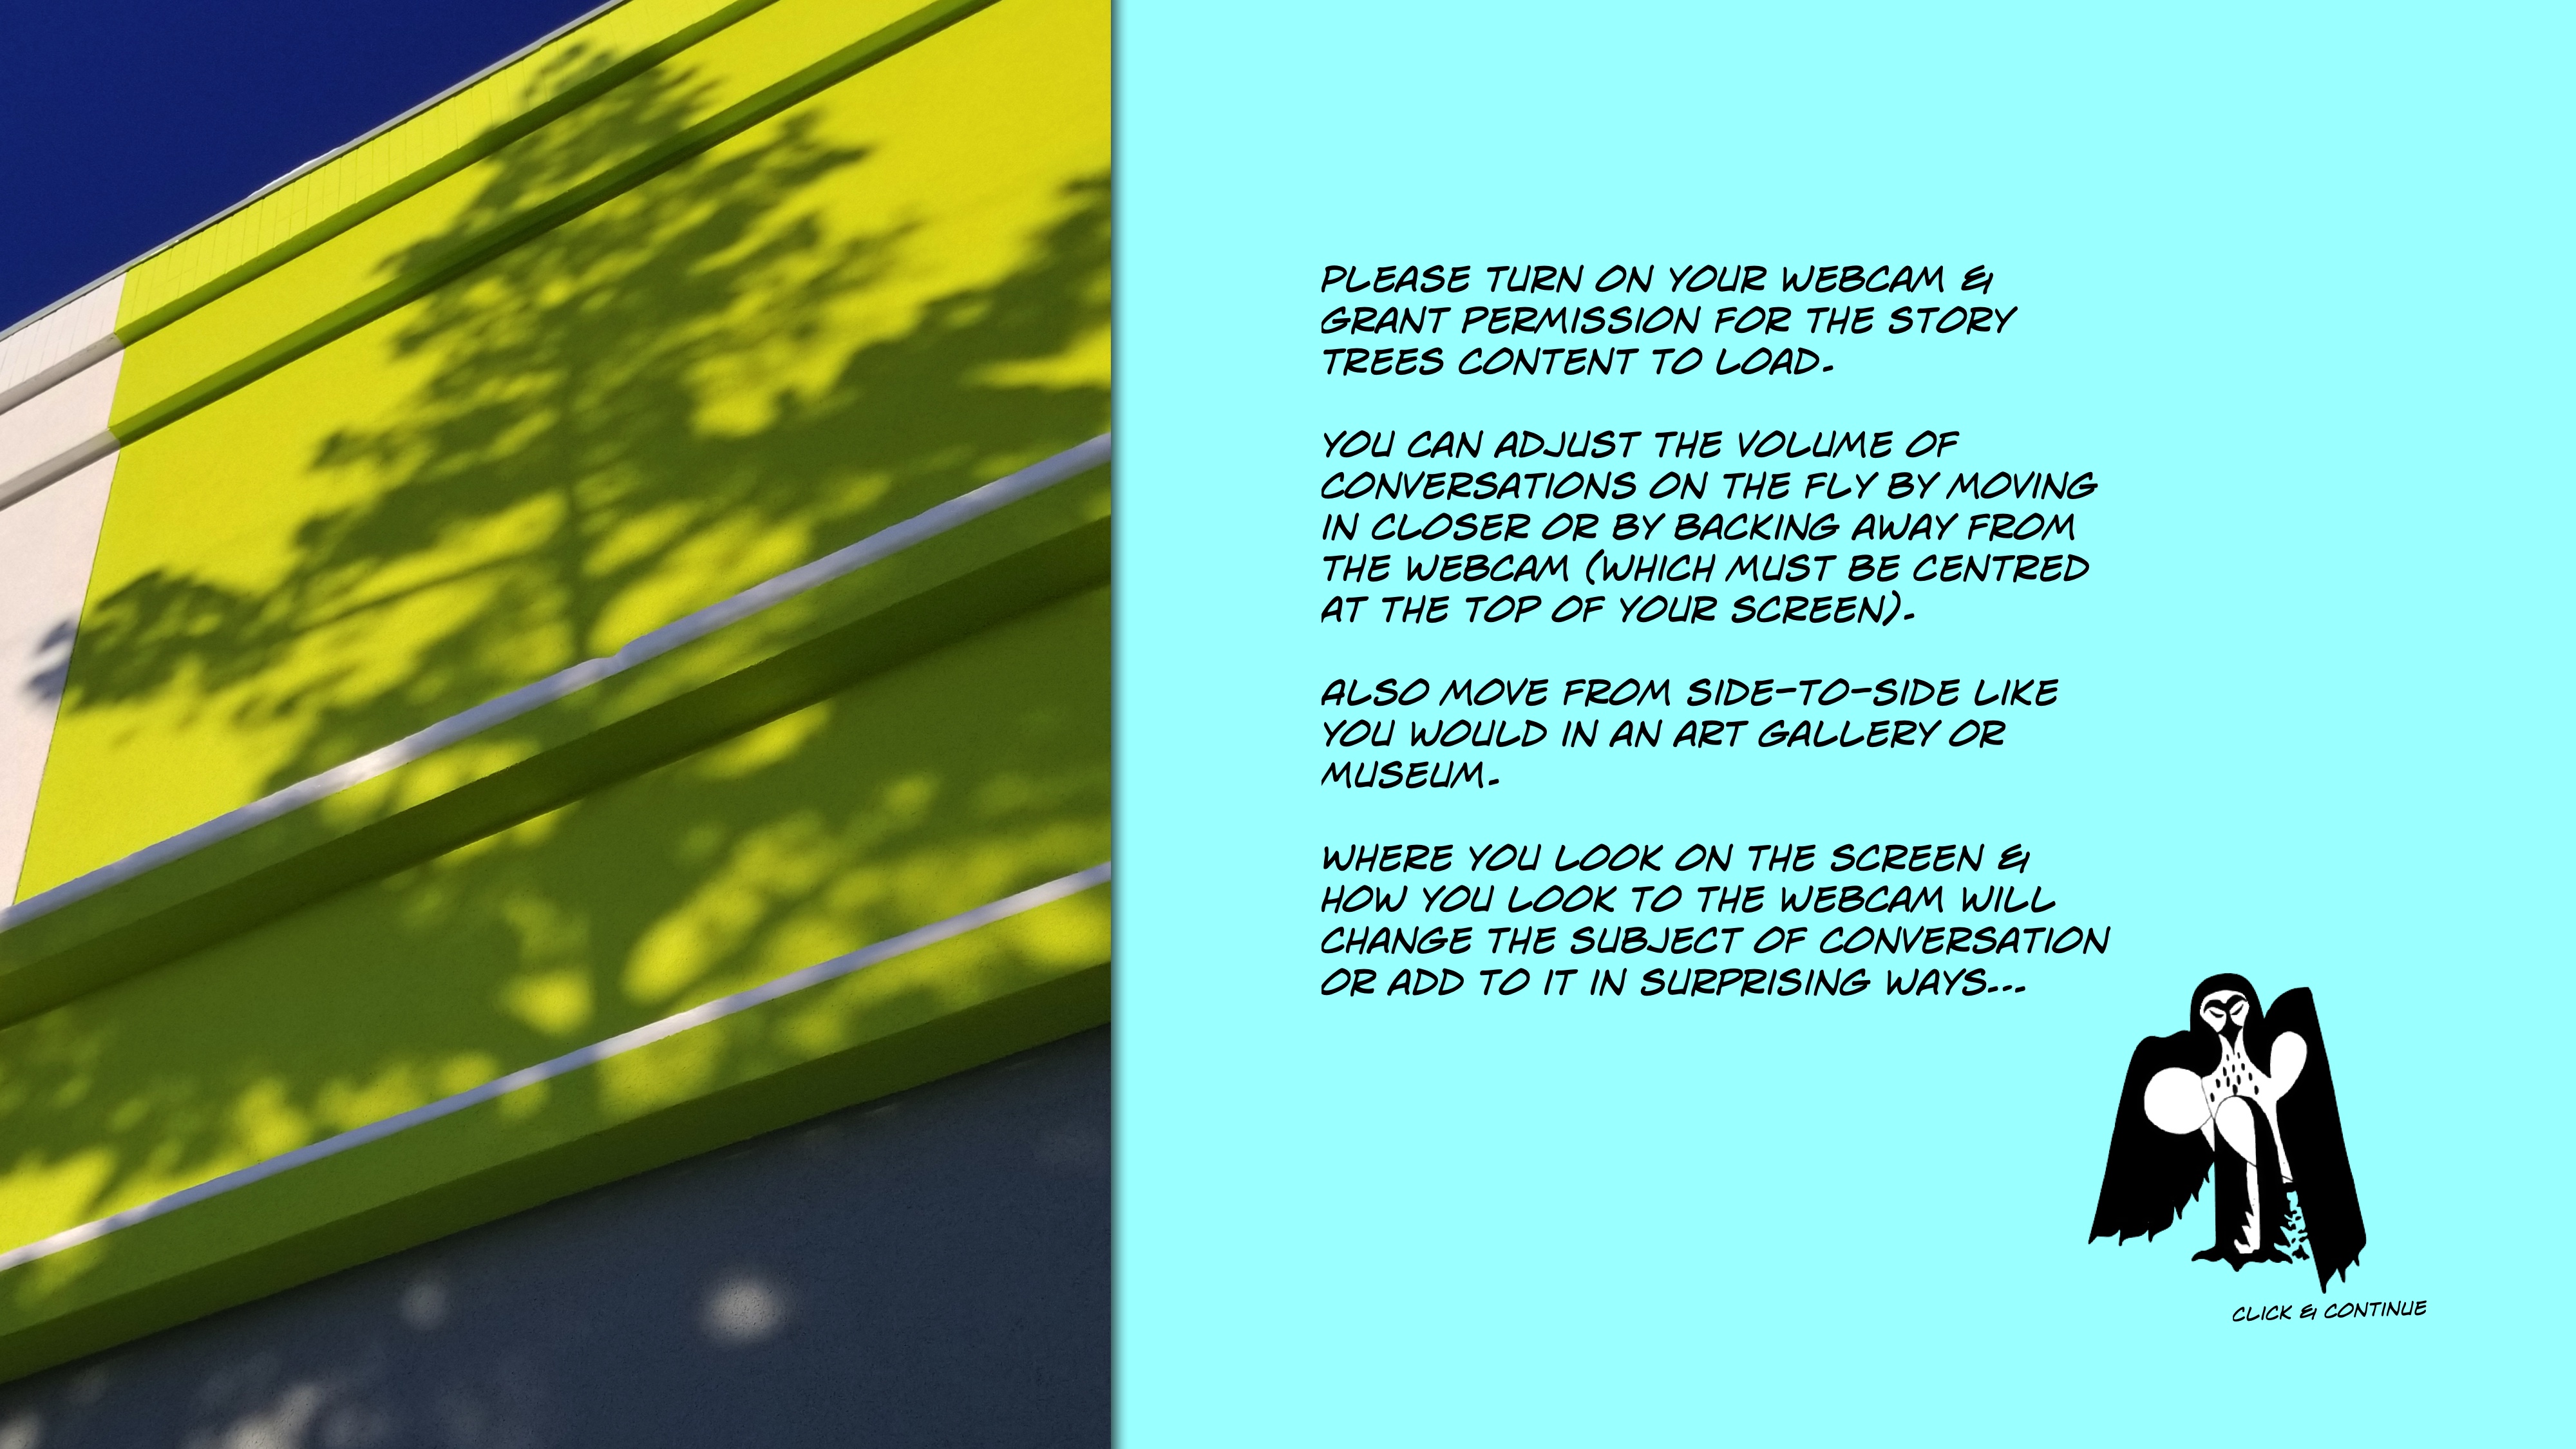 PLEASE TURN ON YOUR WEBCAM &
GRANT PERMISSION FOR THE STORY
TREES CONTENT TO LOAD.
YOU CAN ADJUST THE VOLUME OF
CONVERSATIONS ON THE FLY BY MOVING
IN CLOSER OR BY BACKING AWAY FROM
THE WEBCAM (WHICH MUST BE CENTRED
AT THE TOP OF YOUR SCREEN).
ALSO MOVE FROM SIDE-TO-SIDE LIKE
YOU WOULD IN AN ART GALLERY OR
MUSEUM.
WHERE YOU LOOK ON THE SCREEN &
HOW YOU LOOK TO THE WEBCAM WILL
CHANGE THE SUBJECT OF CONVERSATION
OR ADD TO IT IN SURPRISING WAYS...
CLICK & CONTINUE